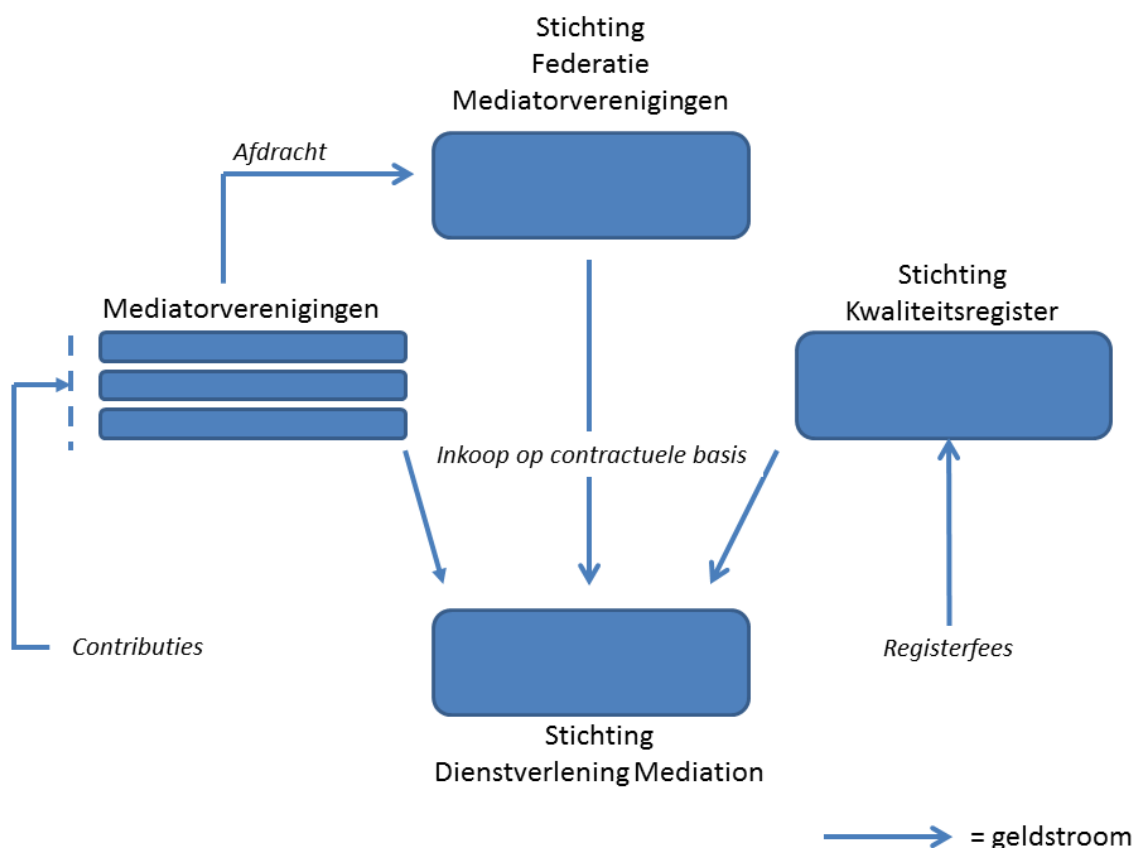 Stichting
Federatie
Mediatorverenigingen
Afdracht
Mediatorverenigingen
Stichting
Kwaliteitsregister
Inkoop op contractuele basis
Contributies
Registerfees
Stichting
Dienstverlening Mediation
= geldstroom